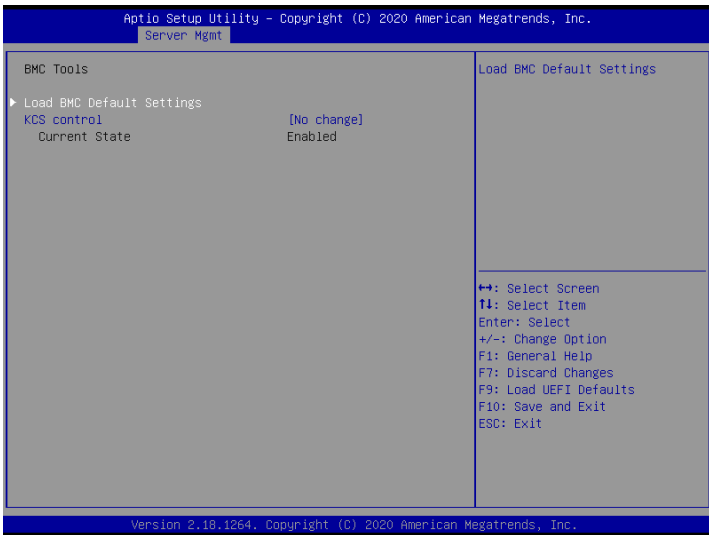 Aptio Setup Utility – Copyright (C) 2020 American Megatrends, Inc.
Server Mgmt
BMC Tools
Load BMC Default Settings
KCS control [No change]
Current State Enabled
Load BMC Default Settings
↔: Select Screen
↑↓: Select Item
Enter: Select
+/-: Change Option
F1: General Help
F7: Discard Changes
F9: Load UEFI Defaults
F10: Save and Exit
ESC: Exit
Version 2.18.1264. Copyright (C) 2020 American Megatrends, Inc.